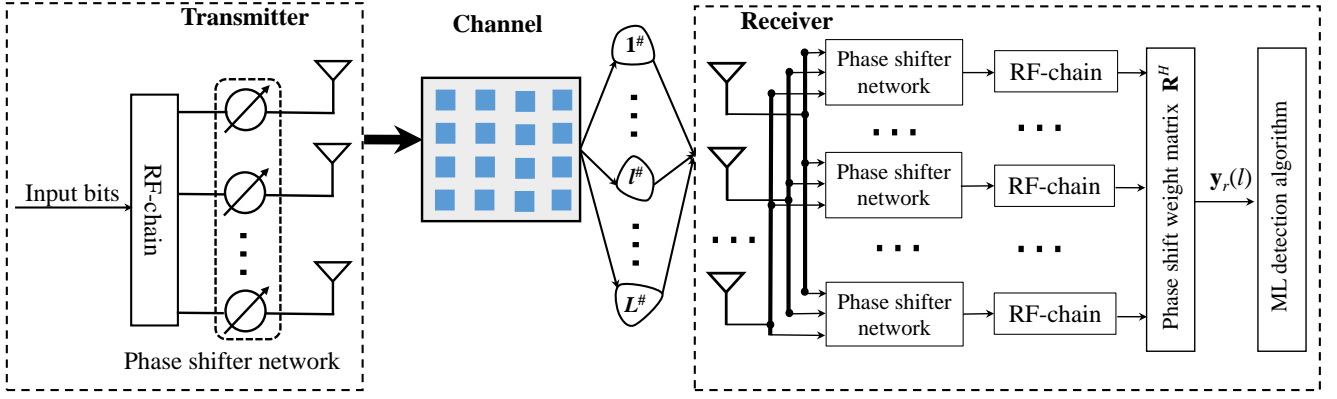 Transmitter
Input bits
RF-chain
Phase shifter network
Channel
1#
l#
L#
Receiver
Phase shifter
network
RF-chain
Phase shifter
network
RF-chain
Phase shifter
network
RF-chain
Phase shift weight matrix R^H
y_r(l)
ML detection algorithm